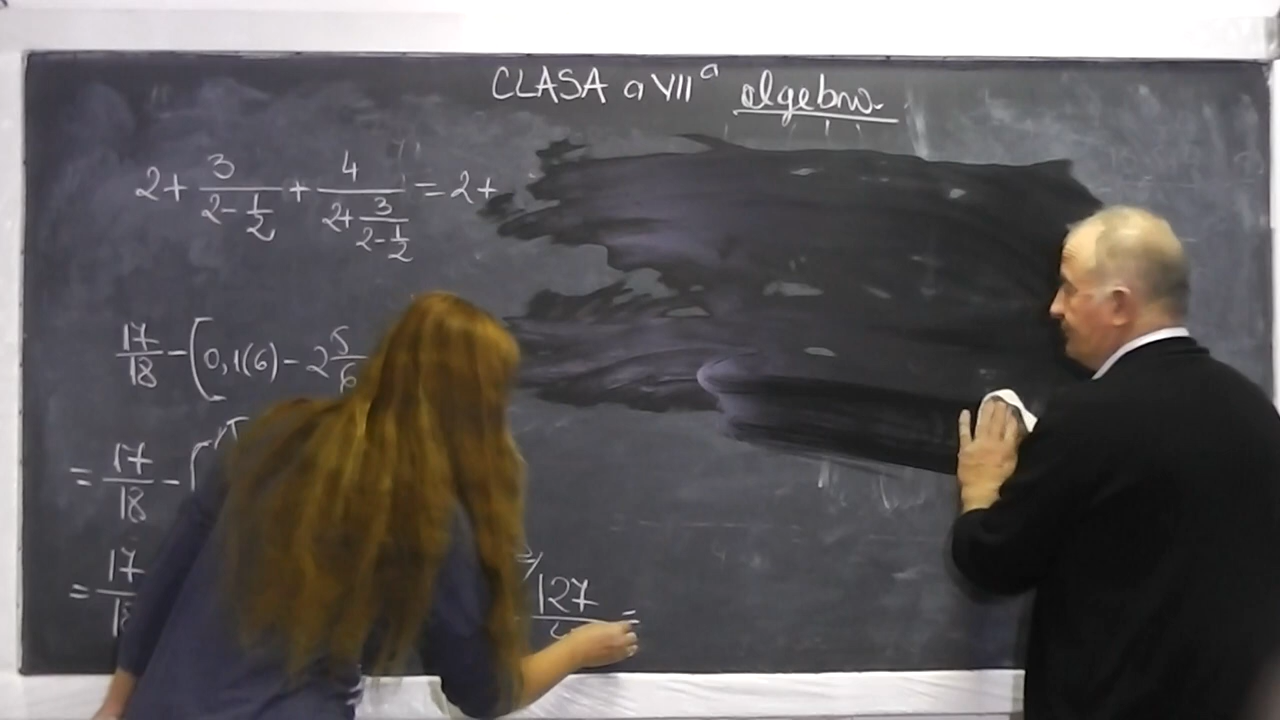 CLASA a VII a algebra
2+ 3/(2-1/2) + 4/(2+3/(2-1/2)) = 2+
17/18 - [0,1(6) - 2 5/6
= 17/18 - [
= 17/18 127/ =